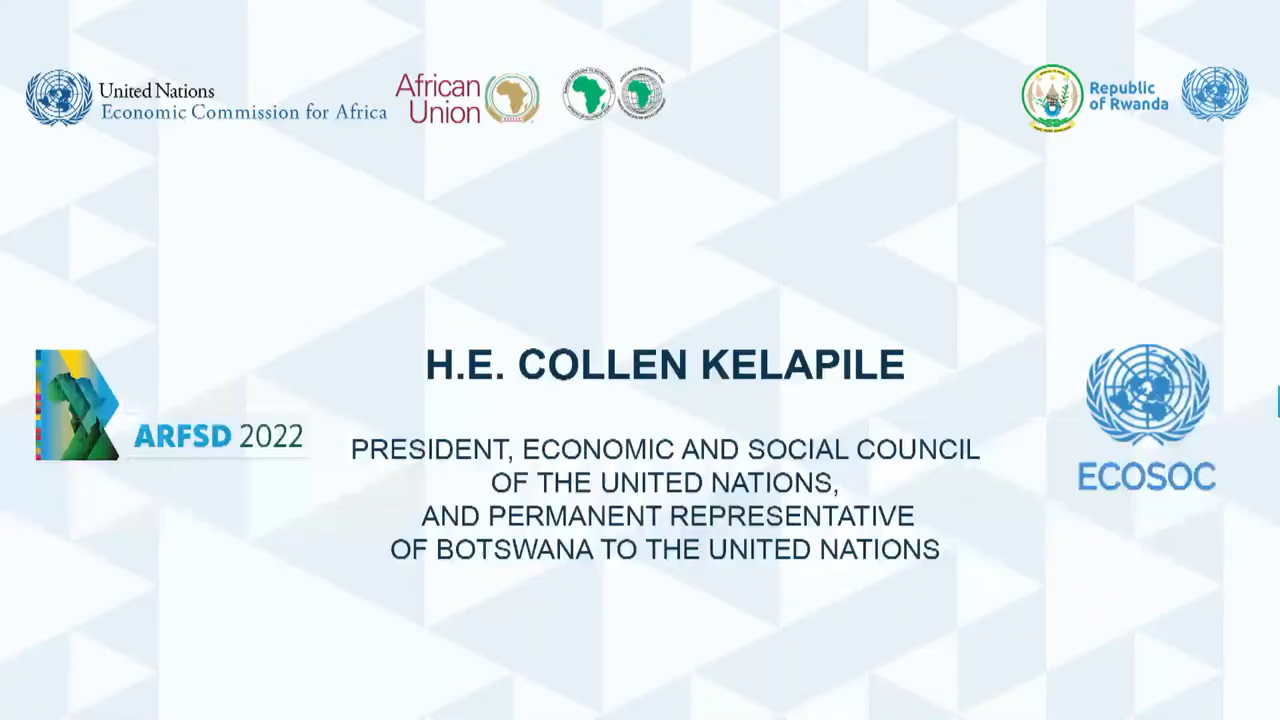 United Nations
Economic Commission for Africa
African
Union
Republic
of Rwanda
H.E. COLLEN KELAPILE
ARFSD 2022
PRESIDENT, ECONOMIC AND SOCIAL COUNCIL
OF THE UNITED NATIONS,
AND PERMANENT REPRESENTATIVE
OF BOTSWANA TO THE UNITED NATIONS
ECOSOC